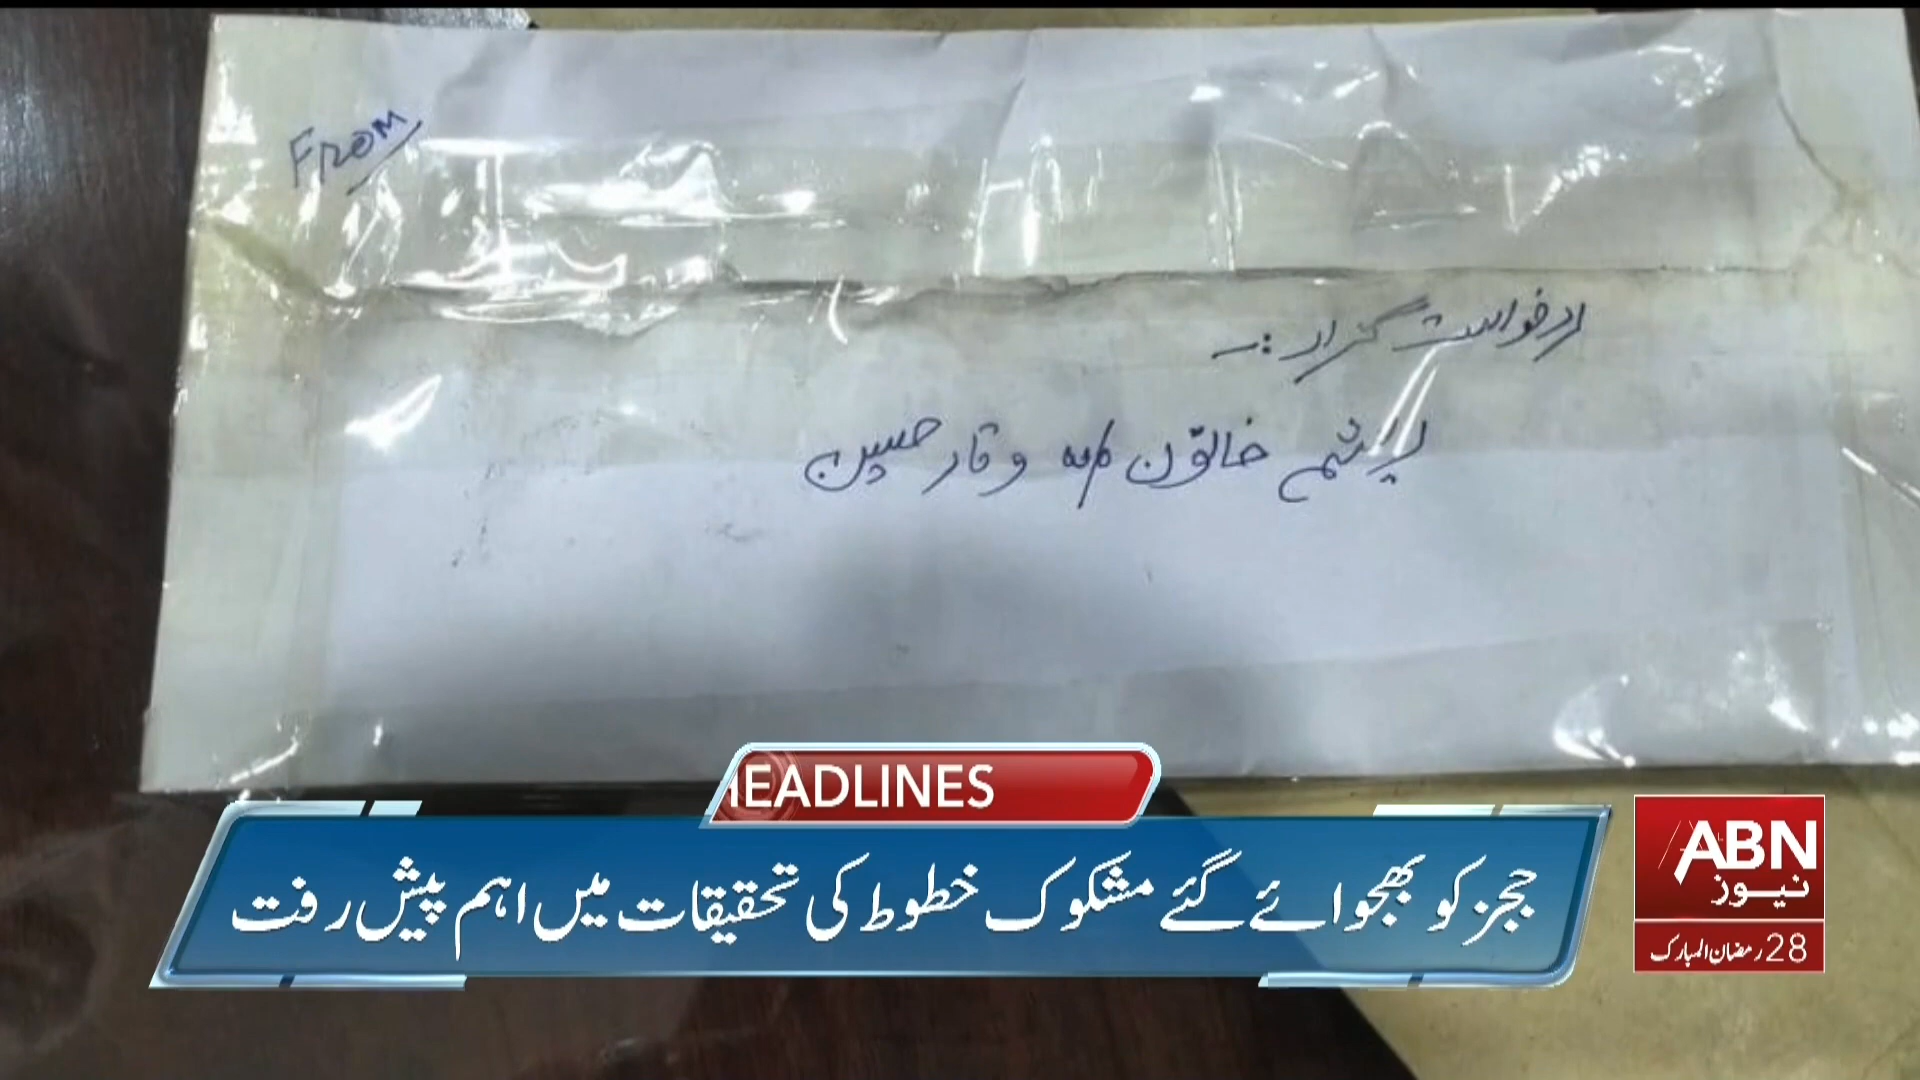 From
درخواست گزار :-
ریشم خاتون W/o وقار حسین
HEADLINES
ججز کو بھجوائے گئے مشکوک خطوط کی تحقیقات میں اہم پیش رفت
ABN
نیوز
28 رمضان المبارک